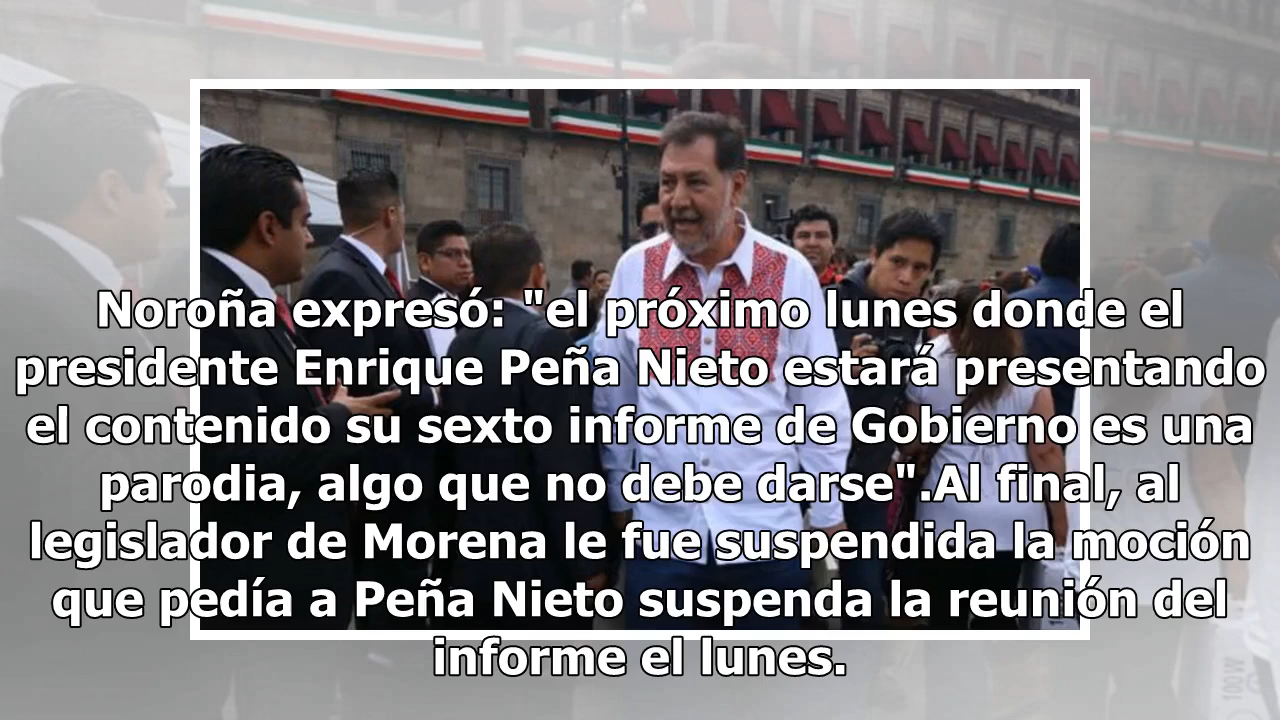 Noroña expresó: "el próximo lunes donde el
presidente Enrique Peña Nieto estará presentando
el contenido su sexto informe de Gobierno es una
parodia, algo que no debe darse".Al final, al
legislador de Morena le fue suspendida la moción
que pedía a Peña Nieto suspenda la reunión del
informe el lunes.
100W